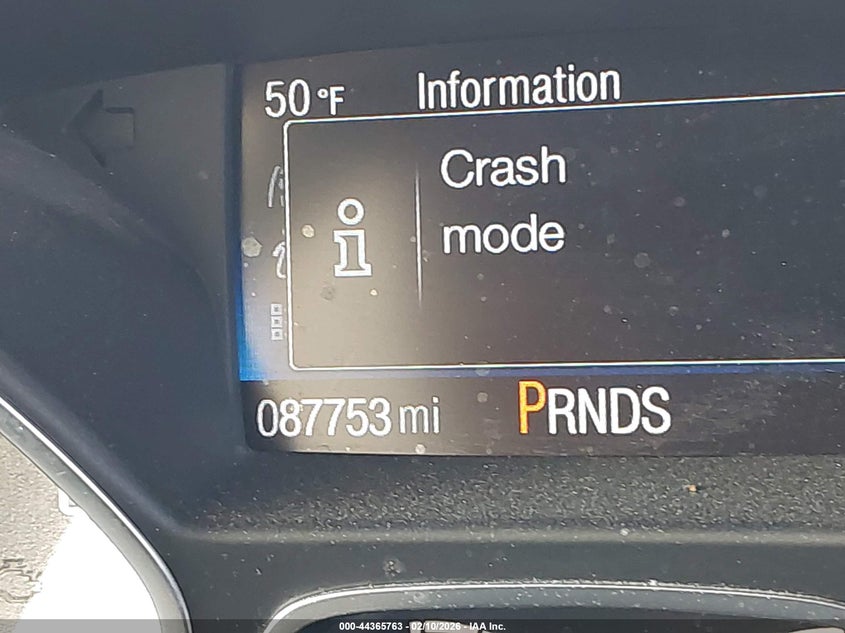 50 °F Information
Crash
mode
087753 mi PRNDS
000-44365763 - 02/10/2026 - IAA Inc.